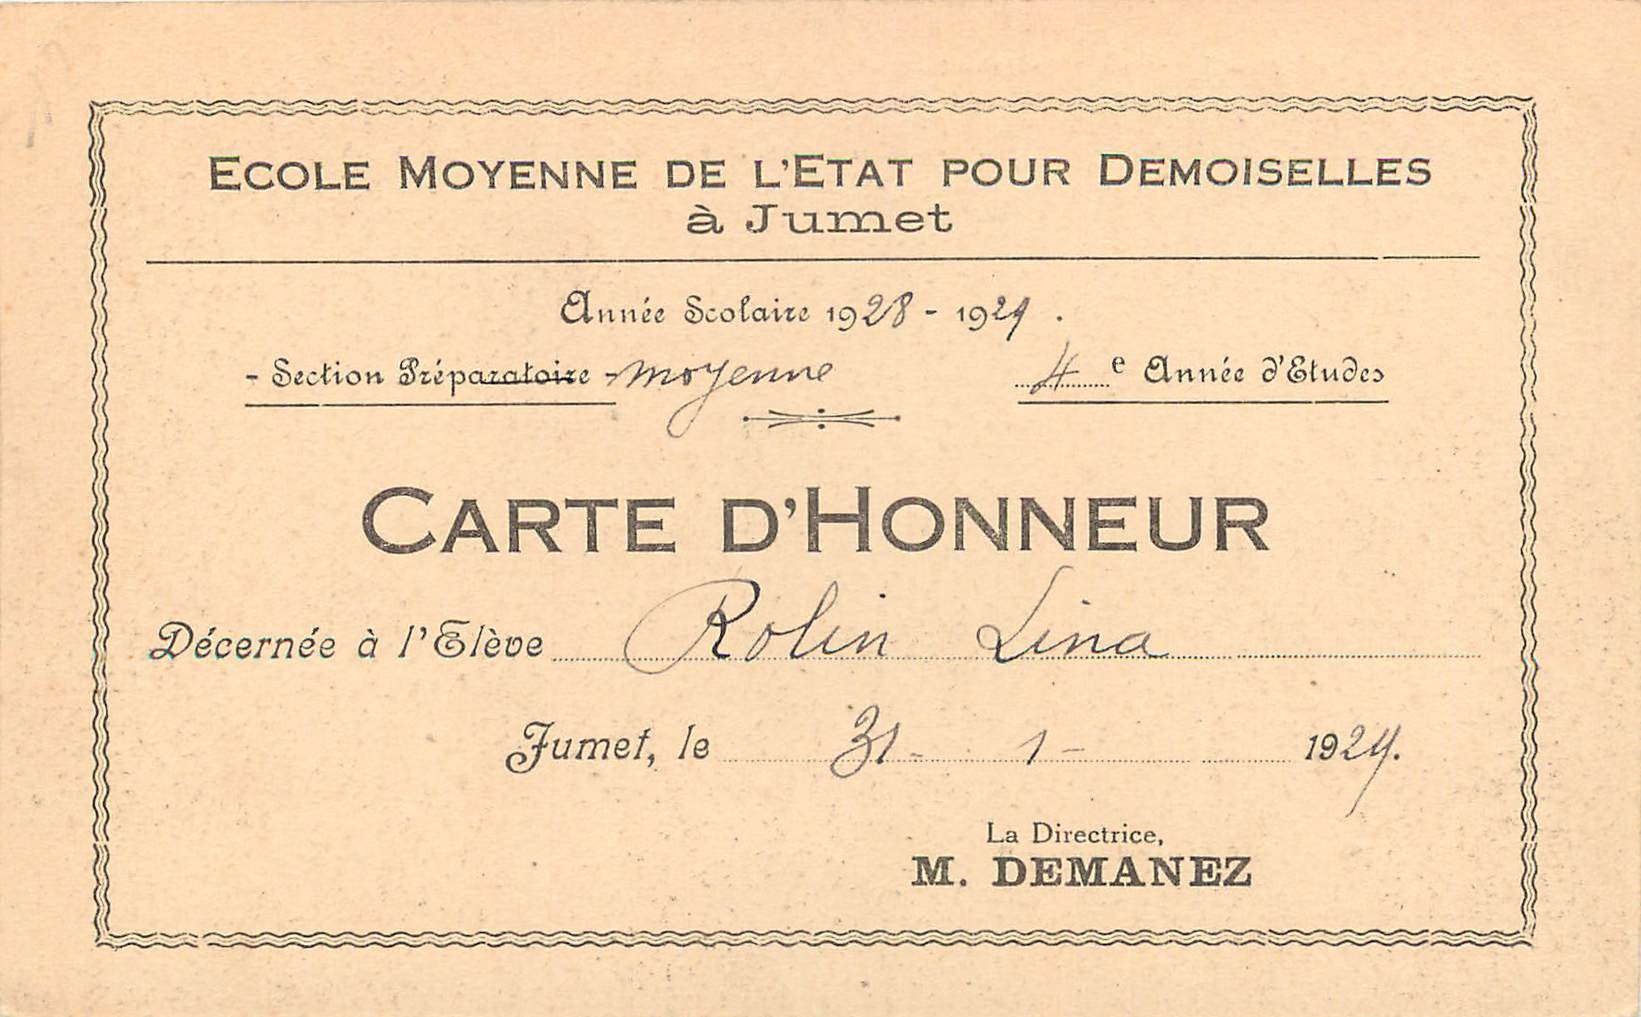 ECOLE MOYENNE DE L'ETAT POUR DEMOISELLES
à Jumet
Année Scolaire 1928 - 1929.
- Section Préparatoire - moyenne 4e Année d'Etudes
CARTE D'HONNEUR
Décernée à l'Elève Rolin Lina
Jumet, le 31 - 1 - 1929.
La Directrice,
M. DEMANEZ